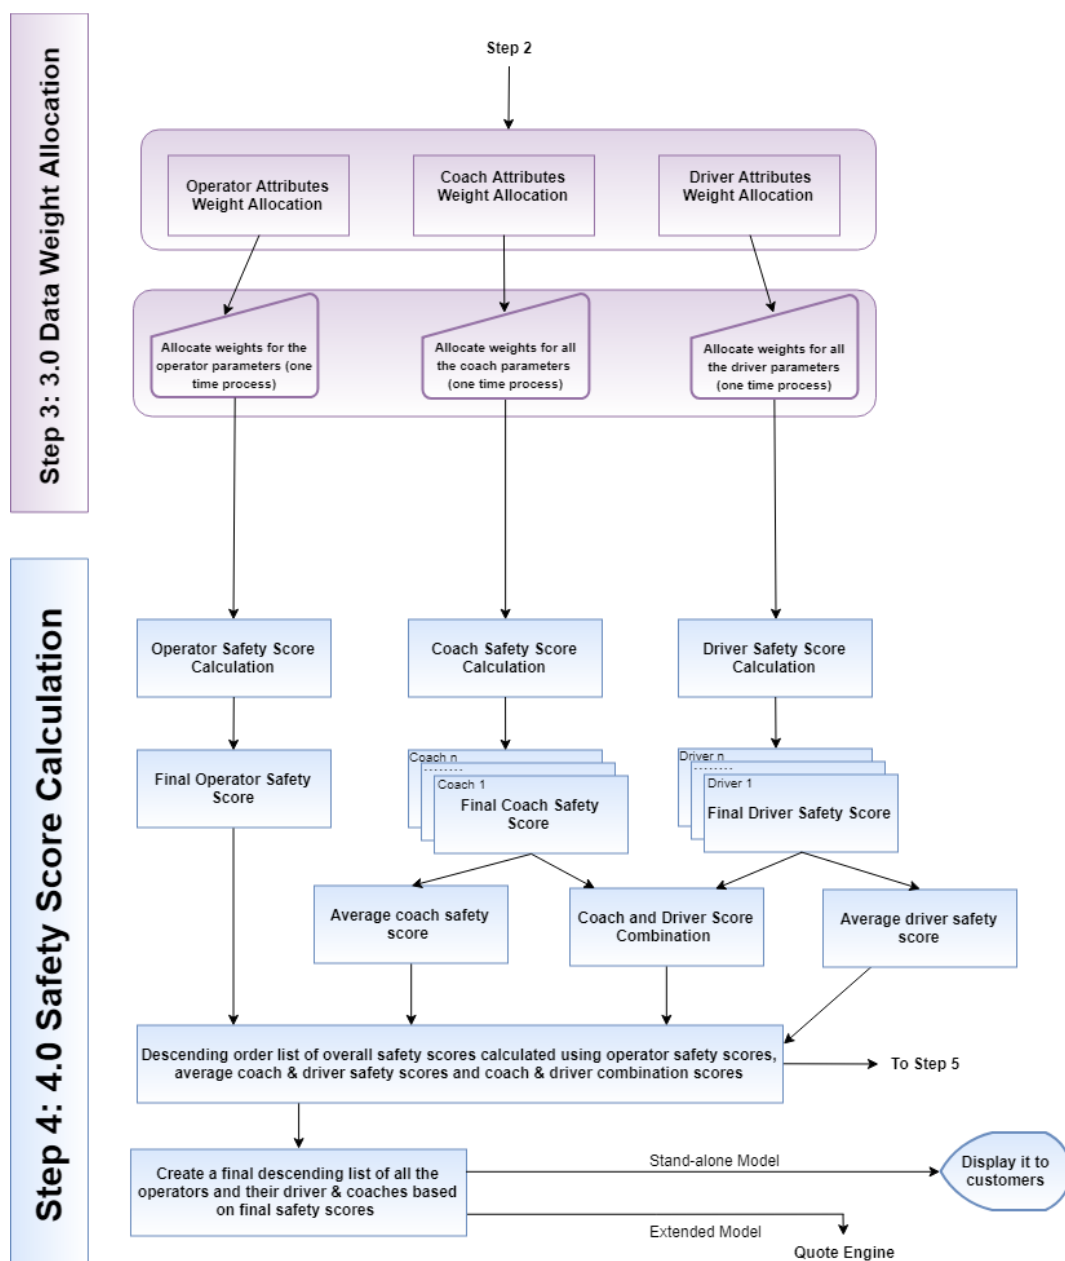 Step 3: 3.0 Data Weight Allocation
Step 2
Operator Attributes
Weight Allocation
Coach Attributes
Weight Allocation
Driver Attributes
Weight Allocation
Allocate weights for the
operator parameters (one
time process)
Allocate weights for all
the coach parameters
(one time process)
Allocate weights for all
the driver parameters
(one time process)
Step 4: 4.0 Safety Score Calculation
Operator Safety Score
Calculation
Coach Safety Score
Calculation
Driver Safety Score
Calculation
Final Operator Safety
Score
Coach n
--------
Coach 1
Final Coach Safety
Score
Driver n
--------
Driver 1
Final Driver Safety Score
Average coach safety
score
Coach and Driver Score
Combination
Average driver safety
score
Descending order list of overall safety scores calculated using operator safety scores,
average coach & driver safety scores and coach & driver combination scores
To Step 5
Create a final descending list of all the
operators and their driver & coaches based
on final safety scores
Stand-alone Model
Display it to
customers
Extended Model
Quote Engine